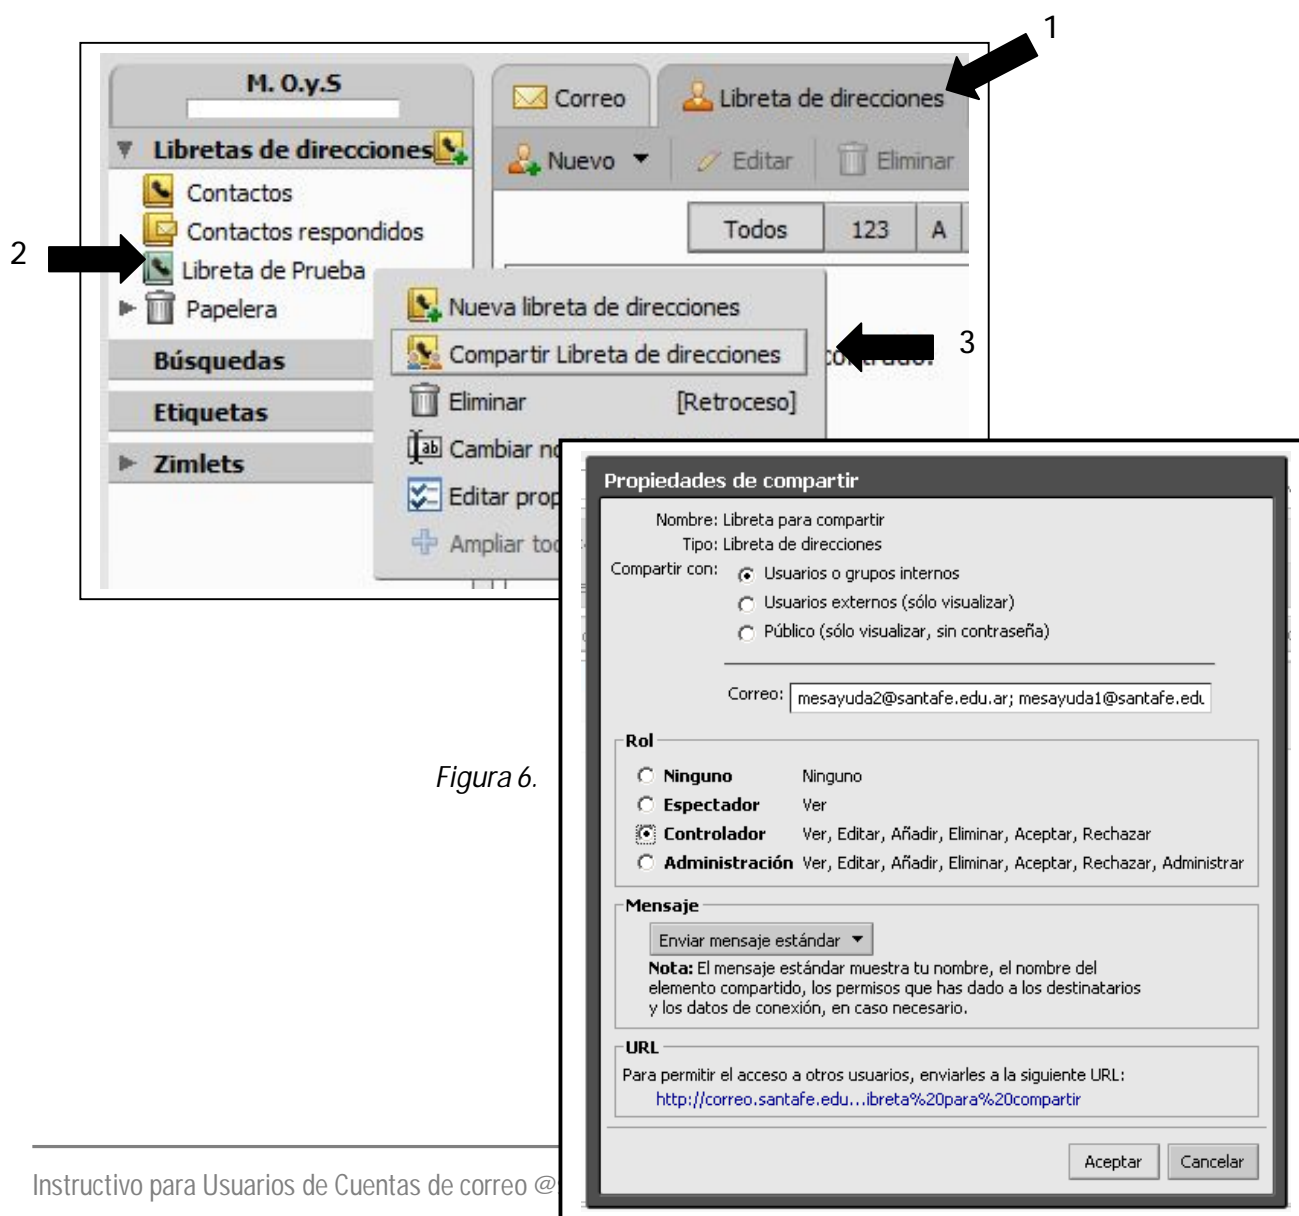 1
M. O.y.S
Correo
Libreta de direcciones
Libretas de direcciones
Nuevo
Editar
Eliminar
Contactos
Contactos respondidos
Todos
123
A
2
Libreta de Prueba
Papelera
Nueva libreta de direcciones
Búsquedas
Compartir Libreta de direcciones
3
Etiquetas
Eliminar [Retroceso]
Zimlets
Cambiar
Editar
Ampliar
Propiedades de compartir
Nombre: Libreta para compartir
Tipo: Libreta de direcciones
Compartir con: Usuarios o grupos internos
Usuarios externos (sólo visualizar)
Público (sólo visualizar, sin contraseña)
Correo: mesayuda2@santafe.edu.ar; mesayuda1@santafe.edu
Rol
Figura 6.
Ninguno Ninguno
Espectador Ver
Controlador Ver, Editar, Añadir, Eliminar, Aceptar, Rechazar
Administración Ver, Editar, Añadir, Eliminar, Aceptar, Rechazar, Administrar
Mensaje
Enviar mensaje estándar
Nota: El mensaje estándar muestra tu nombre, el nombre del
elemento compartido, los permisos que has dado a los destinatarios
y los datos de conexión, en caso necesario.
URL
Para permitir el acceso a otros usuarios, enviarles a la siguiente URL:
http://correo.santafe.edu...ibreta%20para%20compartir
Aceptar
Cancelar
Instructivo para Usuarios de Cuentas de correo @